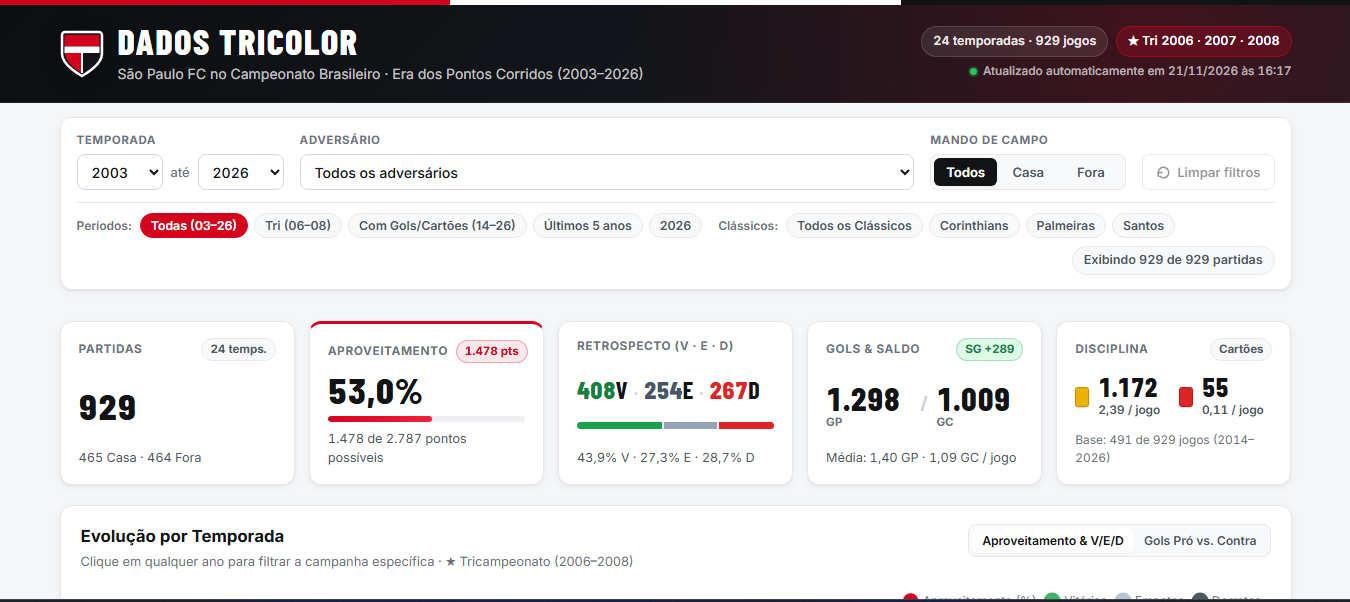 DADOS TRICOLOR
São Paulo FC no Campeonato Brasileiro · Era dos Pontos Corridos (2003–2026)
24 temporadas · 929 jogos
★ Tri 2006 · 2007 · 2008
Atualizado automaticamente em 21/11/2026 às 16:17
TEMPORADA
2003
até
2026
ADVERSÁRIO
Todos os adversários
MANDO DE CAMPO
Todos
Casa
Fora
Limpar filtros
Períodos:
Todas (03–26)
Tri (06–08)
Com Gols/Cartões (14–26)
Últimos 5 anos
2026
Clássicos:
Todos os Clássicos
Corinthians
Palmeiras
Santos
Exibindo 929 de 929 partidas
PARTIDAS
24 temps.
929
465 Casa · 464 Fora
APROVEITAMENTO
1.478 pts
53,0%
1.478 de 2.787 pontos
possíveis
RETROSPECTO (V · E · D)
408V · 254E · 267D
43,9% V · 27,3% E · 28,7% D
GOLS & SALDO
SG +289
1.298 / 1.009
GP
GC
Média: 1,40 GP · 1,09 GC / jogo
DISCIPLINA
Cartões
1.172
2,39 / jogo
55
0,11 / jogo
Base: 491 de 929 jogos (2014–
2026)
Evolução por Temporada
Clique em qualquer ano para filtrar a campanha específica · ★ Tricampeonato (2006–2008)
Aproveitamento & V/E/D
Gols Pró vs. Contra
Aproveitamento (%)
Vitórias
Empates
Derrotas